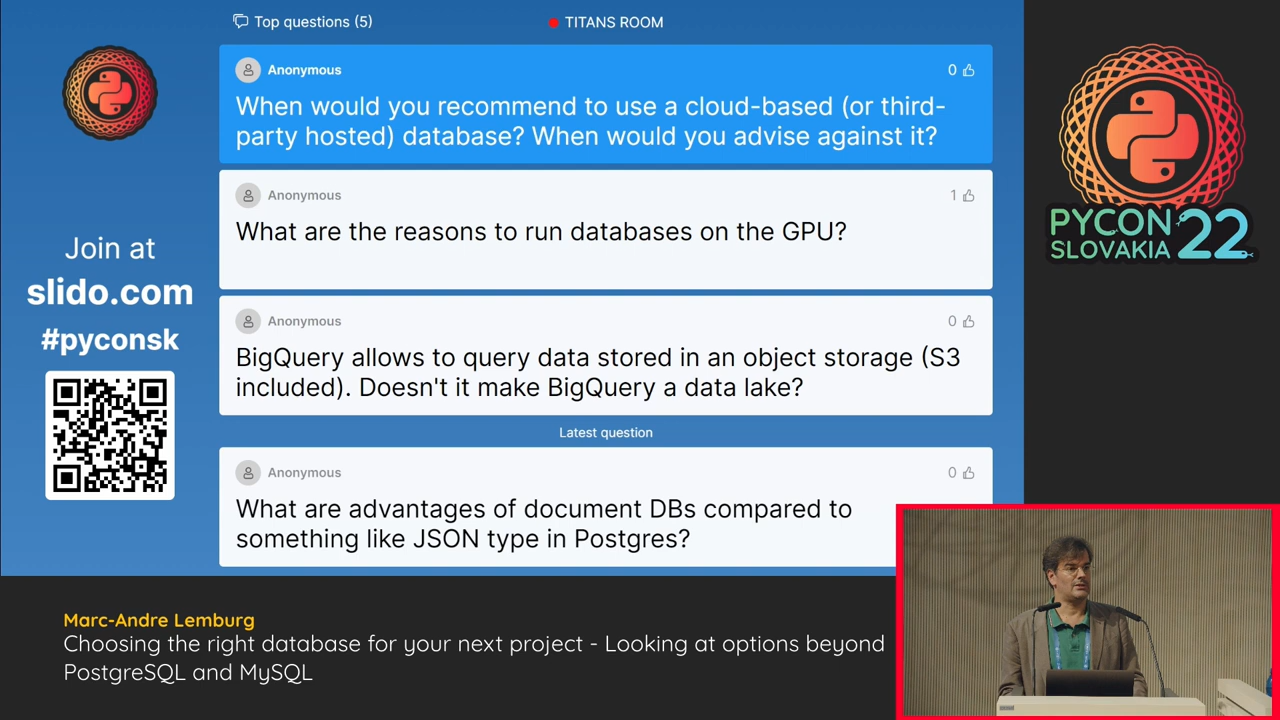 Top questions (5)
TITANS ROOM
Anonymous
0
When would you recommend to use a cloud-based (or third-
party hosted) database? When would you advise against it?
Anonymous
1
What are the reasons to run databases on the GPU?
Anonymous
0
BigQuery allows to query data stored in an object storage (S3
included). Doesn't it make BigQuery a data lake?
Latest question
Anonymous
0
What are advantages of document DBs compared to
something like JSON type in Postgres?
Join at
slido.com
#pyconsk
PYCON
SLOVAKIA
22
Marc-Andre Lemburg
Choosing the right database for your next project - Looking at options beyond
PostgreSQL and MySQL